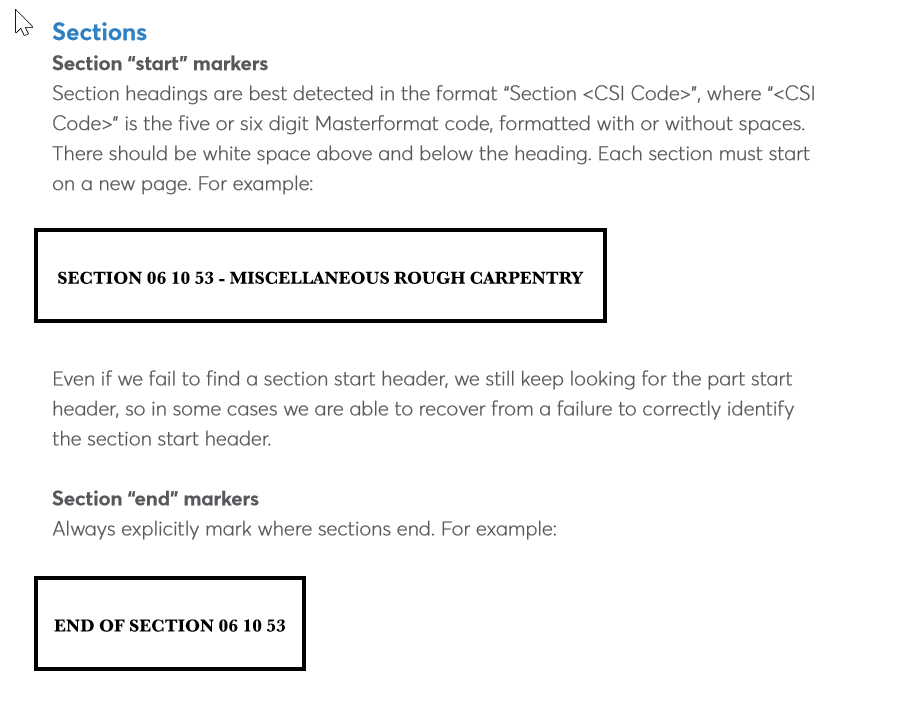 Sections
Section “start” markers
Section headings are best detected in the format “Section <CSI Code>”, where “<CSI
Code>” is the five or six digit Masterformat code, formatted with or without spaces.
There should be white space above and below the heading. Each section must start
on a new page. For example:
SECTION 06 10 53 - MISCELLANEOUS ROUGH CARPENTRY
Even if we fail to find a section start header, we still keep looking for the part start
header, so in some cases we are able to recover from a failure to correctly identify
the section start header.
Section “end” markers
Always explicitly mark where sections end. For example:
END OF SECTION 06 10 53